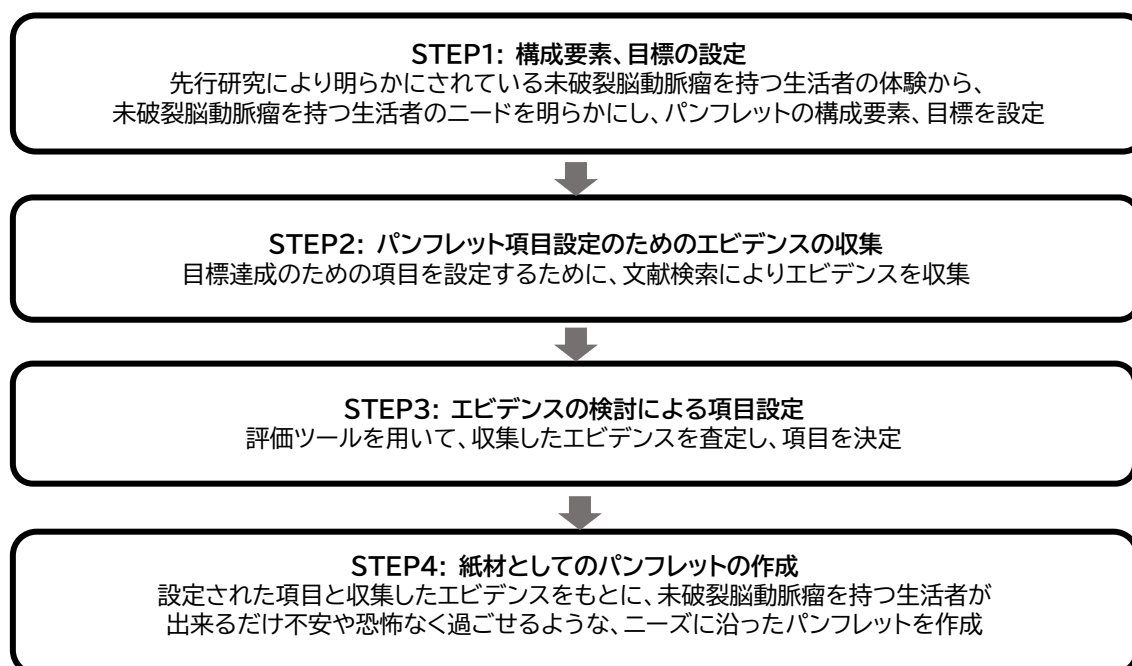 STEP1: 構成要素、目標の設定
先行研究により明らかにされている未破裂脳動脈瘤を持つ生活者の体験から、
未破裂脳動脈瘤を持つ生活者のニードを明らかにし、パンフレットの構成要素、目標を設定
STEP2: パンフレット項目設定のためのエビデンスの収集
目標達成のための項目を設定するために、文献検索によりエビデンスを収集
STEP3: エビデンスの検討による項目設定
評価ツールを用いて、収集したエビデンスを査定し、項目を決定
STEP4: 紙材としてのパンフレットの作成
設定された項目と収集したエビデンスをもとに、未破裂脳動脈瘤を持つ生活者が
出来るだけ不安や恐怖なく過ごせるような、ニーズに沿ったパンフレットを作成